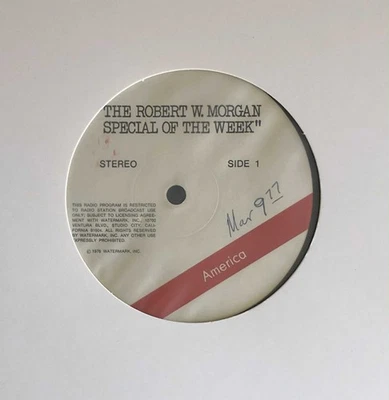 THE ROBERT W. MORGAN
SPECIAL OF THE WEEK"
STEREO
SIDE 1
THIS RADIO PROGRAM IS RESTRICTED
TO RADIO STATION BROADCAST USE
ONLY, SUBJECT TO LICENSING AGREE-
MENT WITH WATERMARK, INC., 10700
VENTURA BLVD., STUDIO CITY, CALI-
FORNIA 91604. ALL RIGHTS RESERVED
BY WATERMARK, INC. ANY OTHER USE
EXPRESSLY PROHIBITED.
© 1976 WATERMARK, INC.
Mar 9 77
America